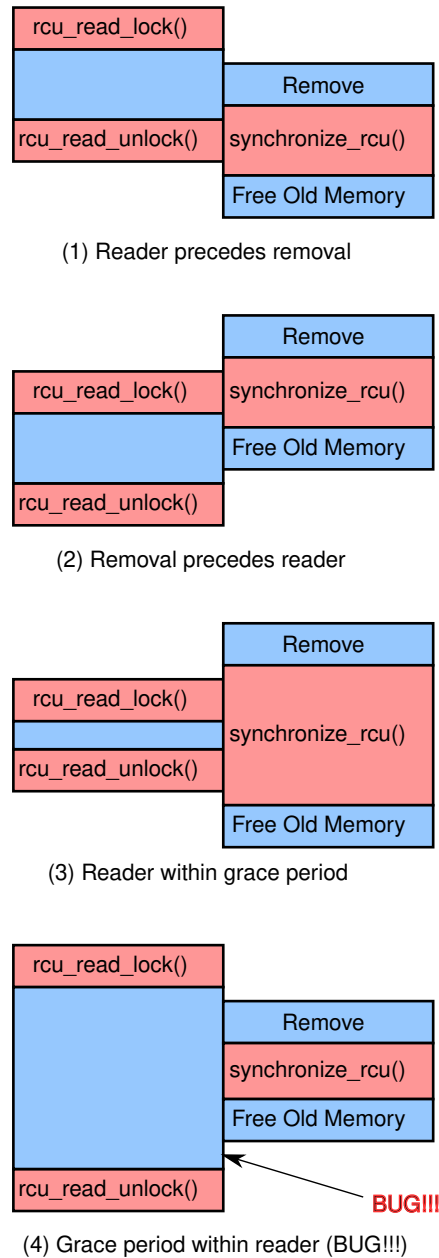 rcu_read_lock()
Remove
rcu_read_unlock()
synchronize_rcu()
Free Old Memory
(1) Reader precedes removal
Remove
rcu_read_lock()
synchronize_rcu()
Free Old Memory
rcu_read_unlock()
(2) Removal precedes reader
Remove
rcu_read_lock()
synchronize_rcu()
rcu_read_unlock()
Free Old Memory
(3) Reader within grace period
rcu_read_lock()
Remove
synchronize_rcu()
Free Old Memory
rcu_read_unlock()
BUG!!!
(4) Grace period within reader (BUG!!!)